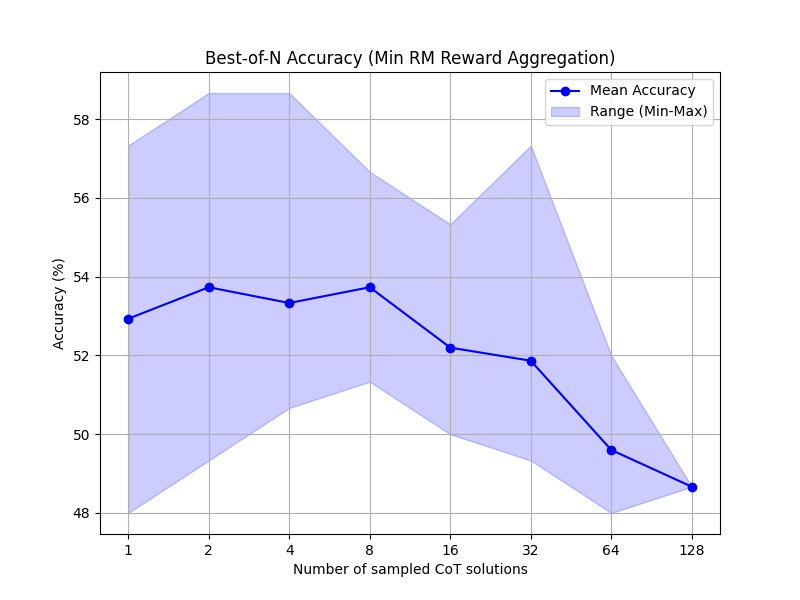 Best-of-N Accuracy (Min RM Reward Aggregation)
Mean Accuracy
Range (Min-Max)
Accuracy (%)
58
56
54
52
50
48
1 2 4 8 16 32 64 128
Number of sampled CoT solutions